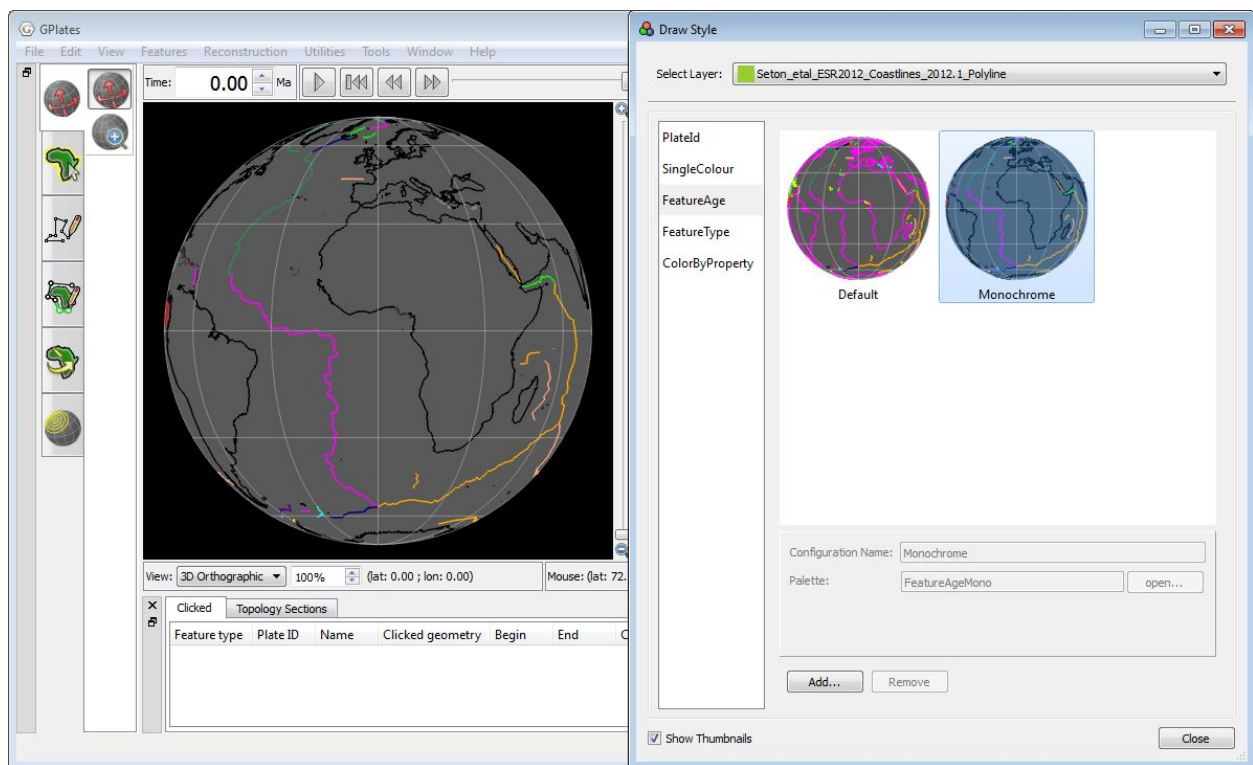 GPlates
File Edit View Features Reconstruction Utilities Tools Window Help
Time: 0.00 Ma
View: 3D Orthographic 100% (lat: 0.00 ; lon: 0.00) Mouse: (lat: 72.
Clicked Topology Sections
Feature type Plate ID Name Clicked geometry Begin End C
Draw Style
Select Layer: Seton_etal_ESR2012_Coastlines_2012.1_Polyline
PlateId
SingleColour
FeatureAge
FeatureType
ColorByProperty
Default Monochrome
Configuration Name: Monochrome
Palette: FeatureAgeMono open...
Add... Remove
Show Thumbnails Close